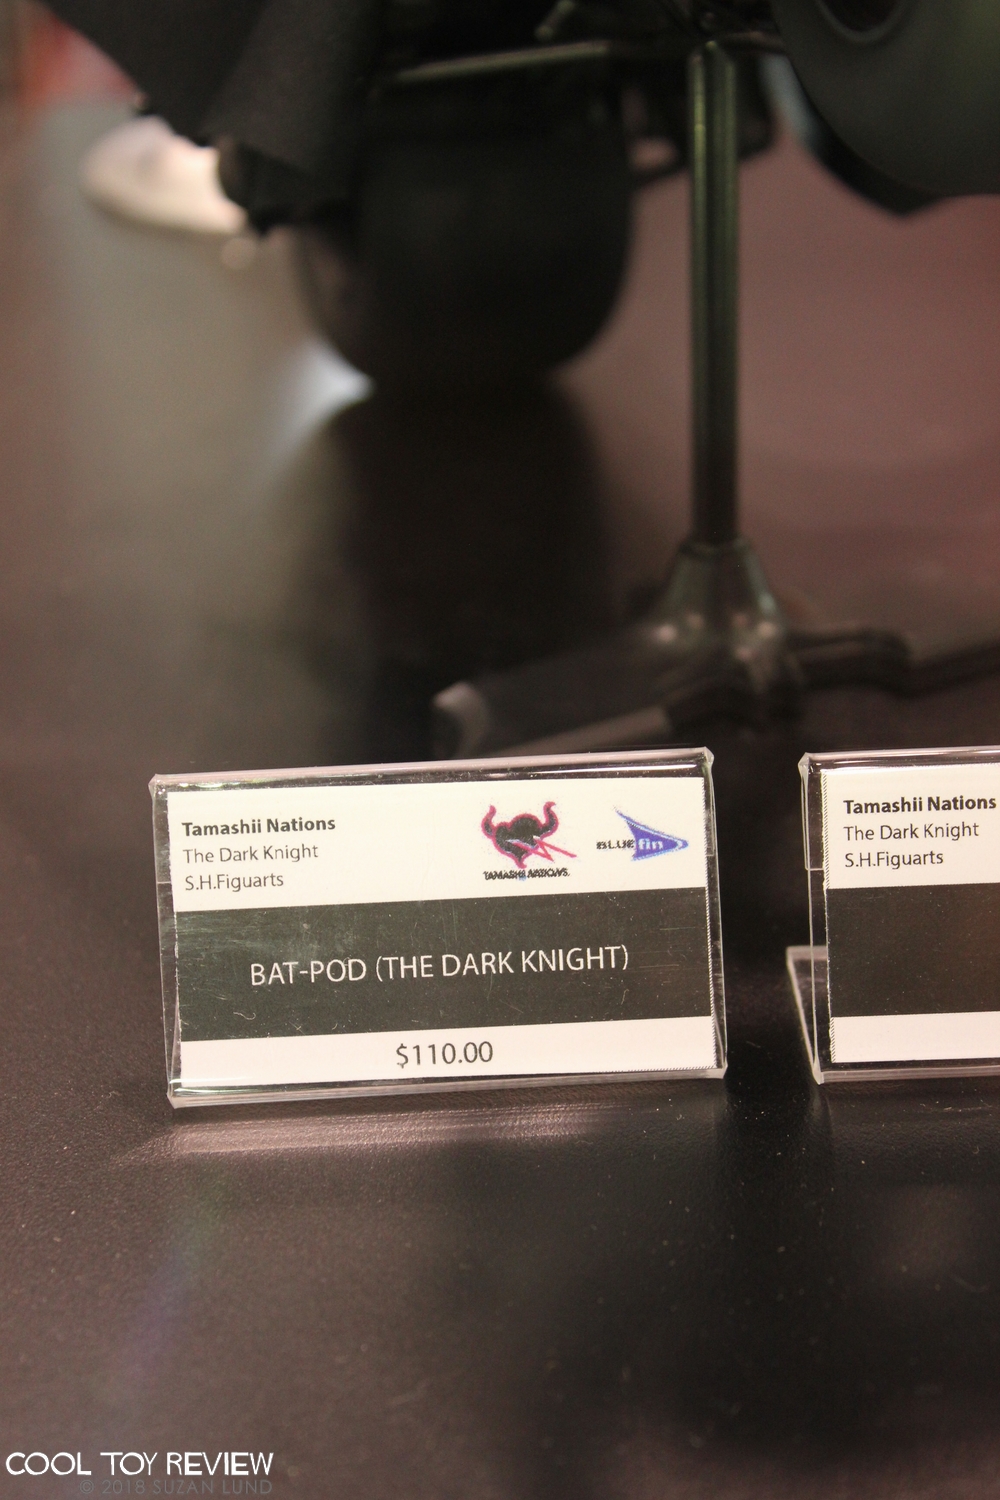 Tamashii Nations
The Dark Knight
S.H.Figuarts
TAMASHII NATIONS
BLUE fin
BAT-POD (THE DARK KNIGHT)
$110.00
Tamashii Nations
The Dark Knight
S.H.Figuarts
COOL TOY REVIEW
© 2018 SUZAN LUND